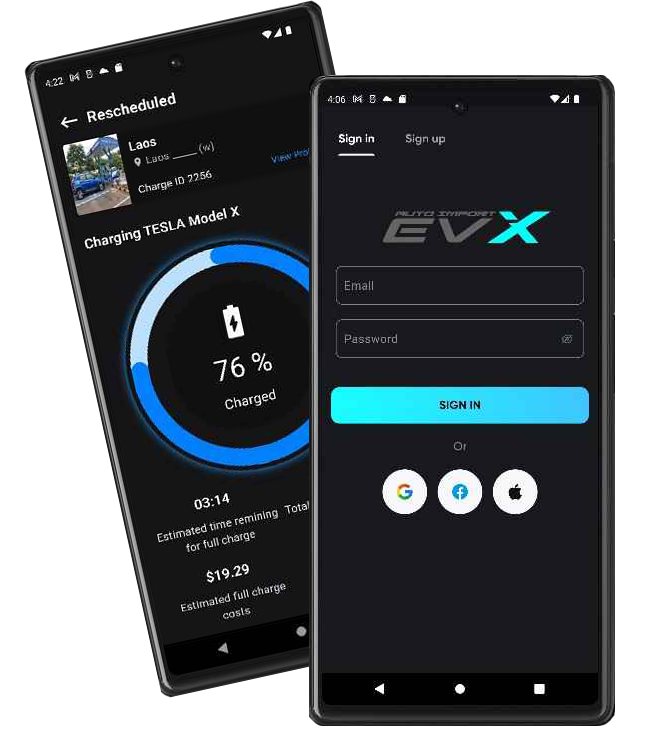 4:22
Rescheduled
Laos
Laos
View
Charge ID 2256
Charging TESLA Model X
76 %
Charged
03:14
Estimated time remining
for full charge
Total
$19.29
Estimated full charge
costs
4:06
Sign in
Sign up
AUTO IMPORT
EVX
Email
Password
SIGN IN
Or